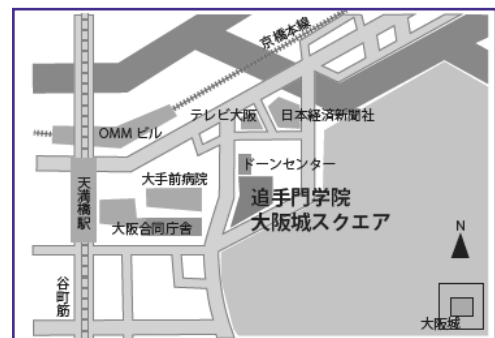 京橋本線
テレビ大阪
日本経済新聞社
OMM ビル
ドーンセンター
大手前病院
追手門学院
大阪城スクエア
天満橋駅
大阪合同庁舎
N
谷町筋
大阪城